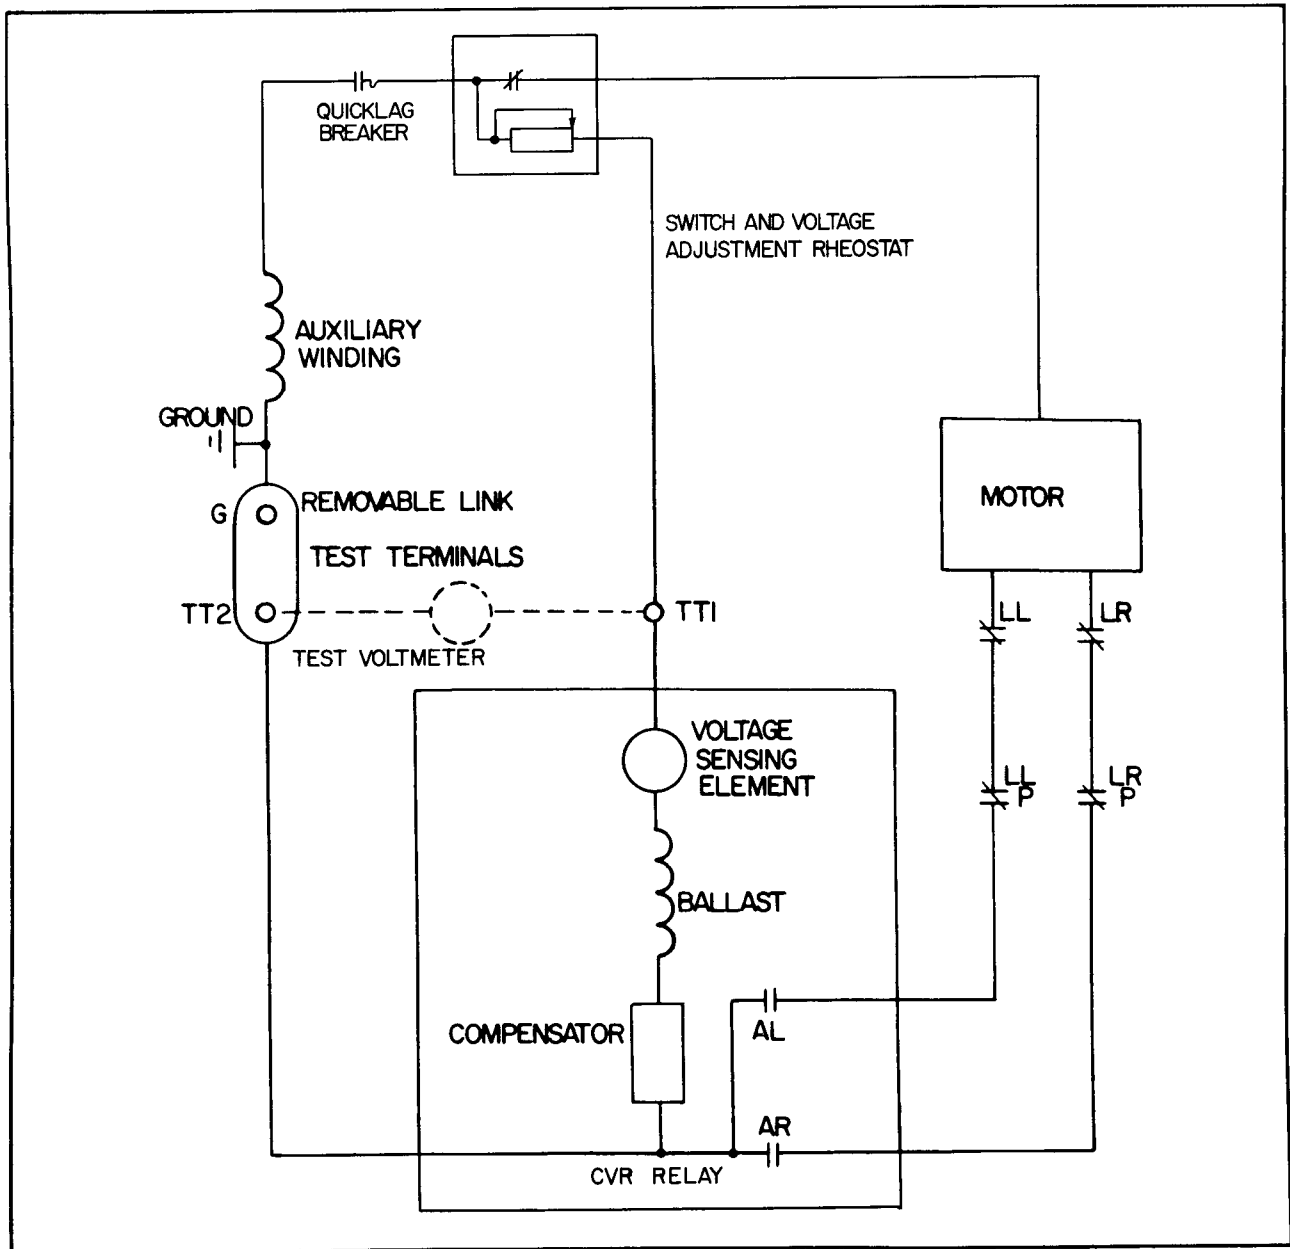 QUICKLAG
BREAKER
SWITCH AND VOLTAGE
ADJUSTMENT RHEOSTAT
AUXILIARY
WINDING
GROUND
G
REMOVABLE LINK
MOTOR
TEST TERMINALS
TT2
TT1
LL
LR
TEST VOLTMETER
VOLTAGE
SENSING
ELEMENT
LL
P
LR
P
BALLAST
COMPENSATOR
AL
AR
CVR RELAY